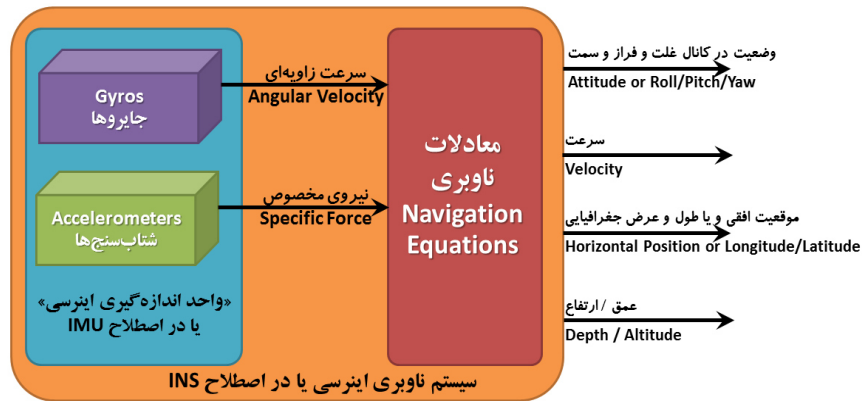 Gyros
جایروها
سرعت زاویه‌ای
Angular Velocity
Accelerometers
شتاب‌سنج‌ها
نیروی مخصوص
Specific Force
«واحد اندازه‌گیری اینرسی»
یا در اصطلاح IMU
معادلات
ناوبری
Navigation
Equations
سیستم ناوبری اینرسی یا در اصطلاح INS
وضعیت در کانال غلت و فراز و سمت
Attitude or Roll/Pitch/Yaw
سرعت
Velocity
موقعیت افقی و یا طول و عرض جغرافیایی
Horizontal Position or Longitude/Latitude
عمق / ارتفاع
Depth / Altitude